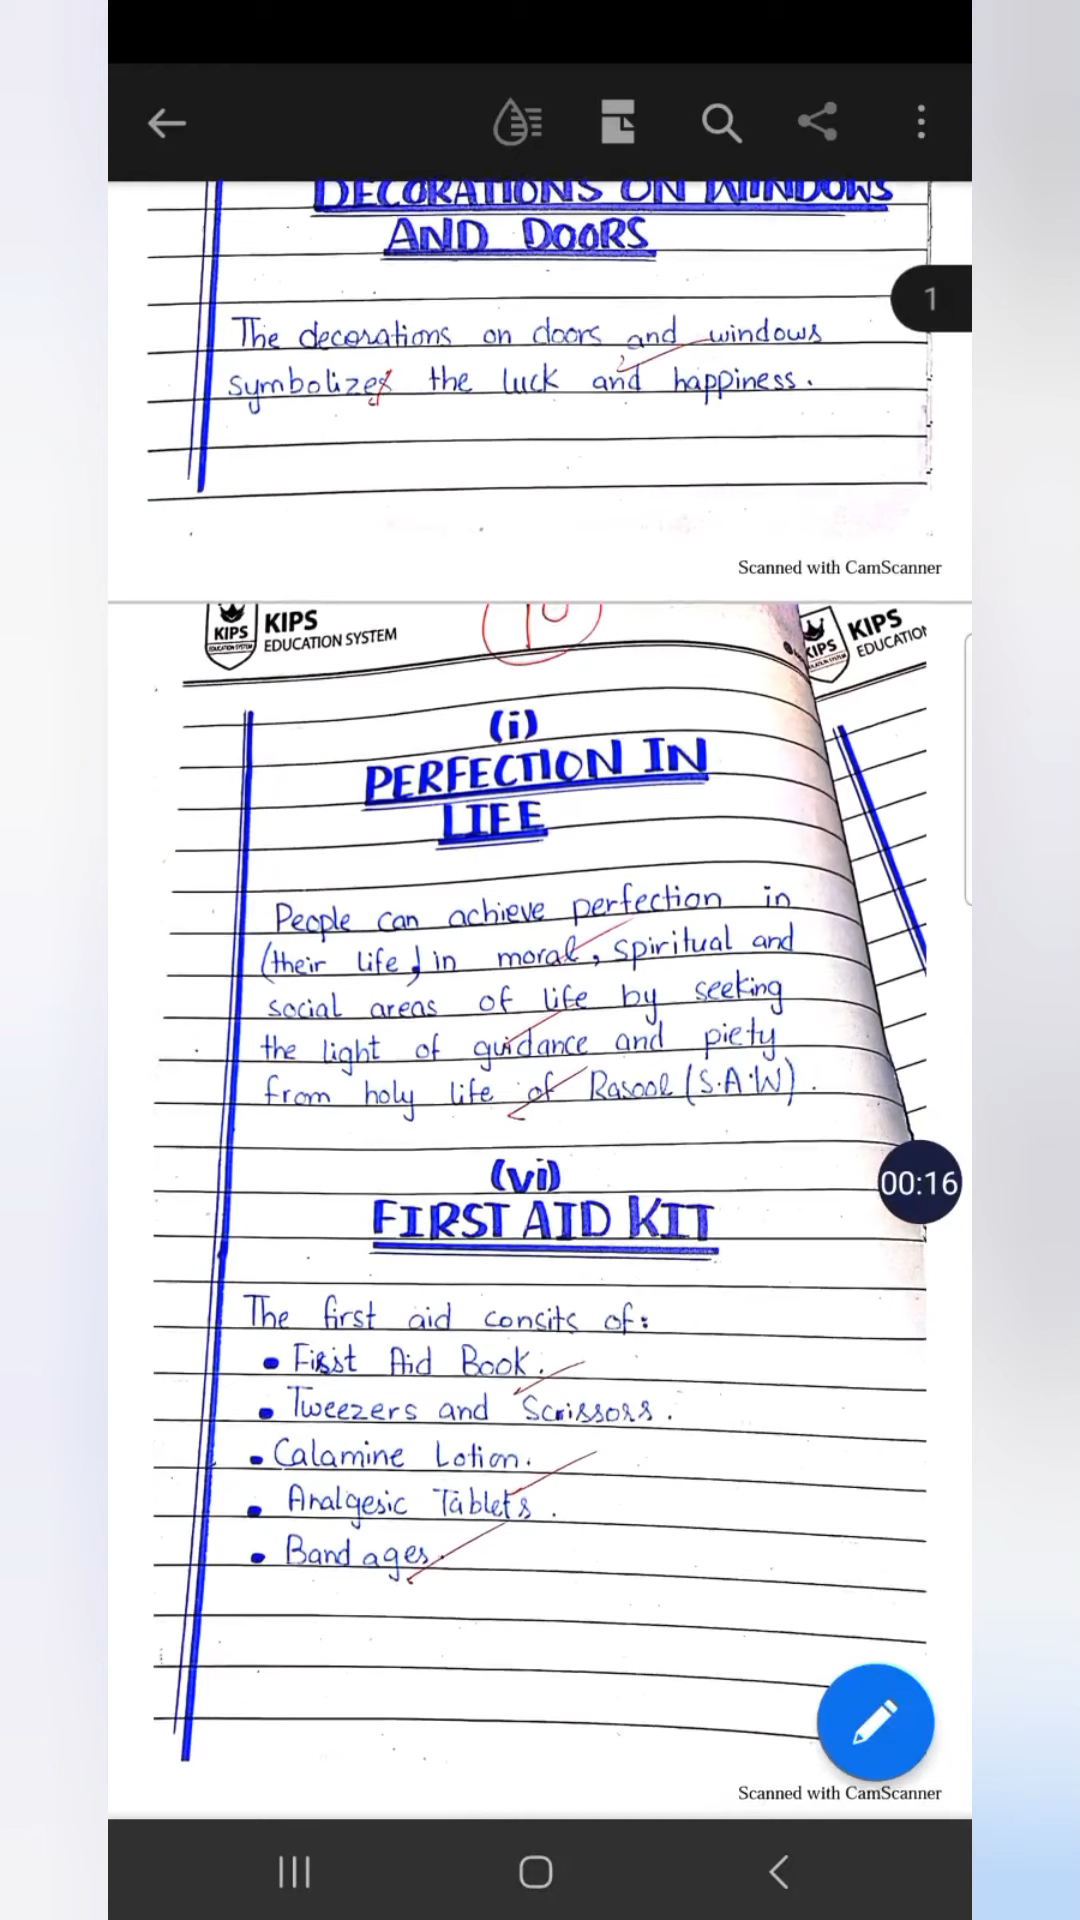 DECORATIONS ON WINDOWS
AND DOORS
1
The decorations on doors and windows
symbolizes the luck and happiness.
Scanned with CamScanner
KIPS
KIPS
EDUCATION SYSTEM
10
KIPS
KIPS
EDUCATION
(i)
PERFECTION IN
LIFE
People can achieve perfection in
(their life) in moral, spiritual and
social areas of life by seeking
the light of guidance and piety
from holy life of Rasool (S.A.W).
(vi)
FIRST AID KIT
00:16
The first aid consits of:
• First Aid Book.
• Tweezers and Scrissors.
• Calamine Lotion.
• Analgesic Tablets.
• Bandages.
Scanned with CamScanner